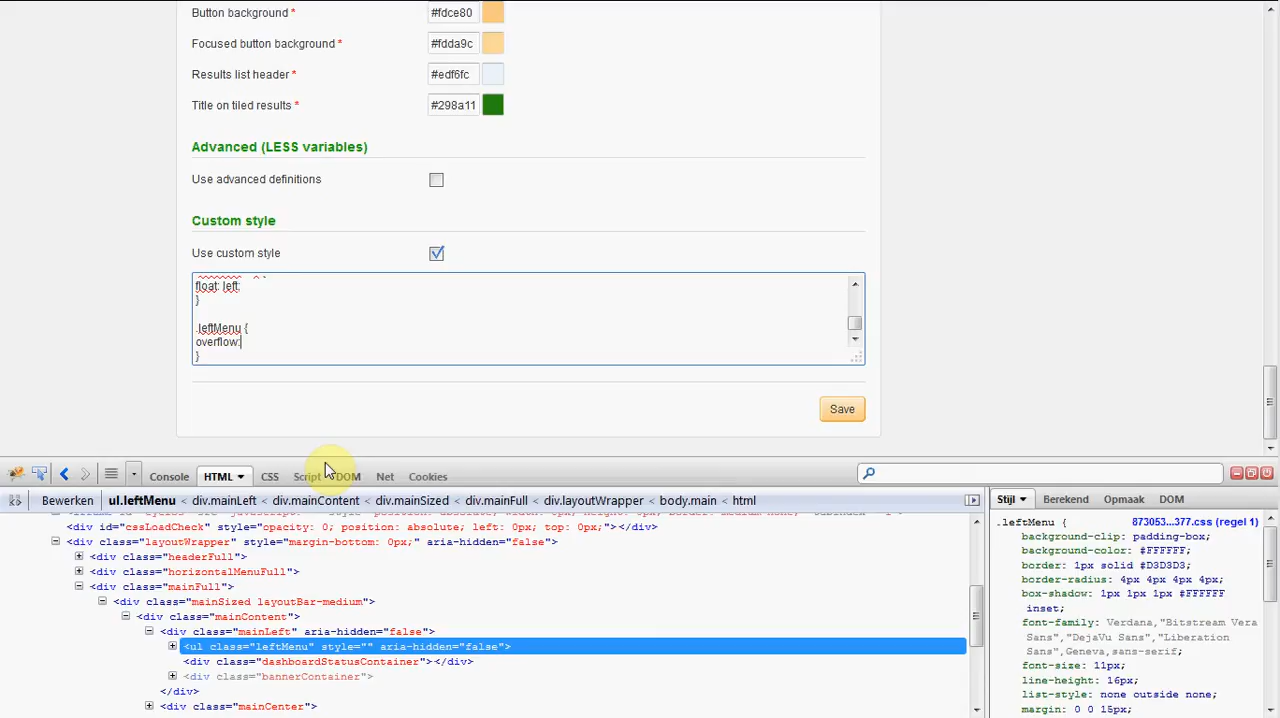 Button background * #fdce80
Focused button background * #fdda9c
Results list header * #edf6fc
Title on tiled results * #298a11
Advanced (LESS variables)
Use advanced definitions
Custom style
Use custom style
float: left;
}
.leftMenu {
overflow:
}
Save
Console HTML CSS Script DOM Net Cookies
Bewerken ul.leftMenu < div.mainLeft < div.mainContent < div.mainSized < div.mainFull < div.layoutWrapper < body.main < html
Stijl Berekend Opmaak DOM
<div id="cssLoadCheck" style="opacity: 0; position: absolute; left: 0px; top: 0px;"></div>
<div class="layoutWrapper" style="margin-bottom: 0px;" aria-hidden="false">
<div class="headerFull">
<div class="horizontalMenuFull">
<div class="mainFull">
<div class="mainSized layoutBar-medium">
<div class="mainContent">
<div class="mainLeft" aria-hidden="false">
<ul class="leftMenu" style="" aria-hidden="false">
<div class="dashboardStatusContainer"></div>
<div class="bannerContainer">
</div>
<div class="mainCenter">
.leftMenu { 873053...377.css (regel 1)
background-clip: padding-box;
background-color: #FFFFFF;
border: 1px solid #D3D3D3;
border-radius: 4px 4px 4px 4px;
box-shadow: 1px 1px 1px #FFFFFF
inset;
font-family: Verdana,"Bitstream Vera
Sans","DejaVu Sans","Liberation
Sans",Geneva,sans-serif;
font-size: 11px;
line-height: 16px;
list-style: none outside none;
margin: 0 0 15px;